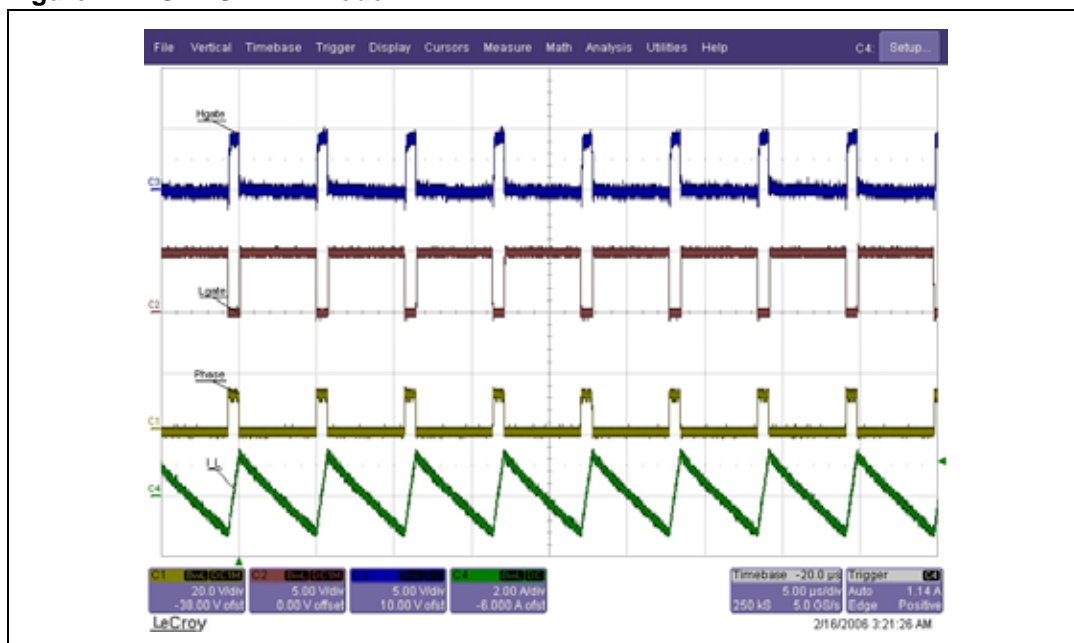 File Vertical Timebase Trigger Display Cursors Measure Math Analysis Utilities Help C4: Setup...
Hgate
C3
Lgate
C2
Phase
C1
C4
C1 C2 C4
20.0 V/div 5.00 V/div 5.00 V/div 2.00 A/div
-38.00 V ofst 0.00 V offset 10.00 V ofst -6.000 A ofst
Timebase -20.0 µs Trigger C4
5.00 µs/div Auto 1.14 A
250 kS 5.0 GS/s Edge Positive
LeCroy 2/16/2006 3:21:26 AM